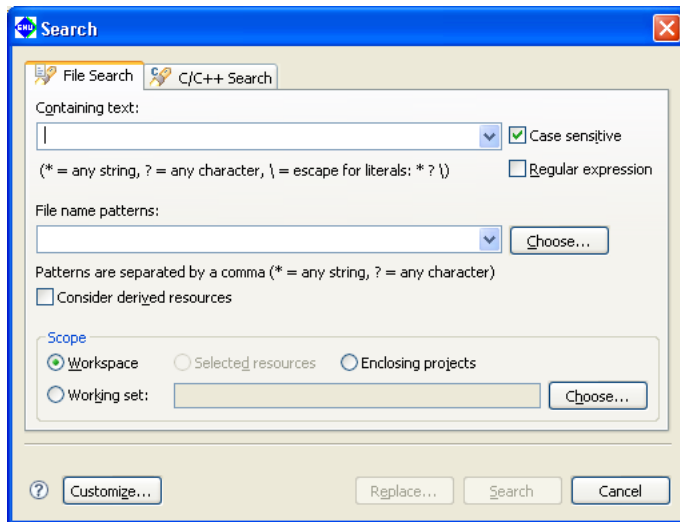 GNU Search
File Search C/C++ Search
Containing text:
Case sensitive
(* = any string, ? = any character, \ = escape for literals: * ? \) Regular expression
File name patterns:
Choose...
Patterns are separated by a comma (* = any string, ? = any character)
Consider derived resources
Scope
Workspace Selected resources Enclosing projects
Working set: Choose...
? Customize... Replace... Search Cancel